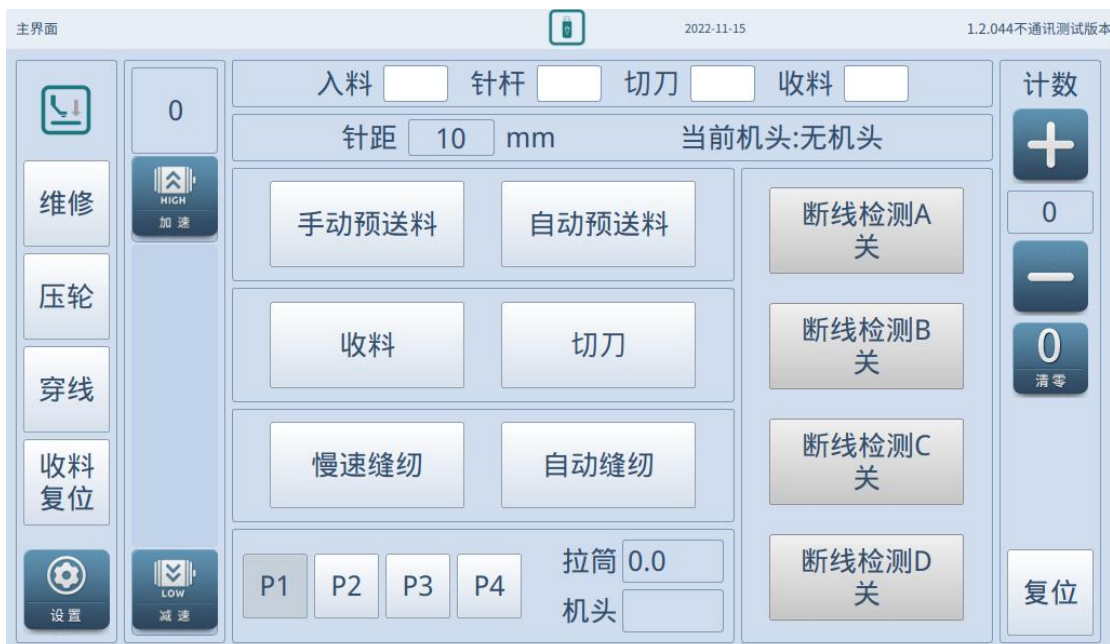 主界面
2022-11-15
1.2.044不通讯测试版本
入料 针杆 切刀 收料
针距 10 mm 当前机头:无机头
0
HIGH
加速
维修
压轮
穿线
收料
复位
设置
LOW
减速
手动预送料 自动预送料
收料 切刀
慢速缝纫 自动缝纫
P1 P2 P3 P4
拉筒 0.0
机头
断线检测A
关
断线检测B
关
断线检测C
关
断线检测D
关
计数
0
0
清零
复位